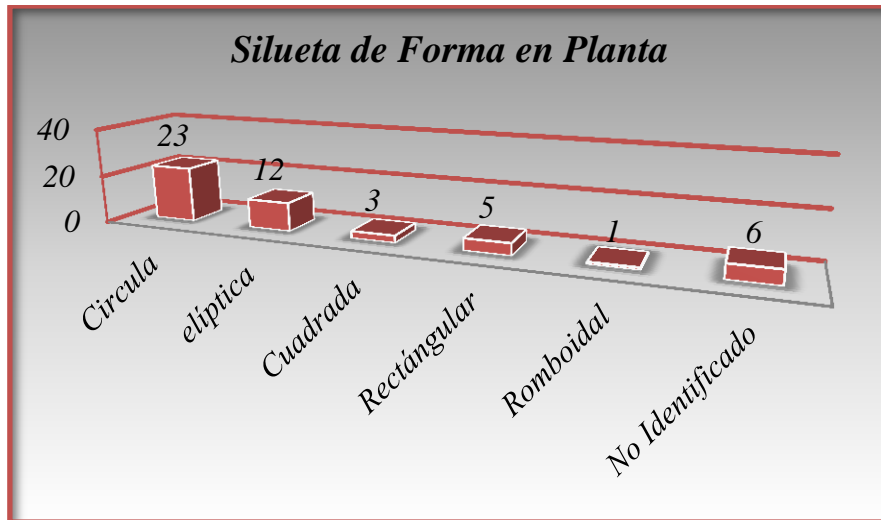 Silueta de Forma en Planta
40
20
0
23
12
3
5
1
6
Circula
elíptica
Cuadrada
Rectángular
Romboidal
No Identificado